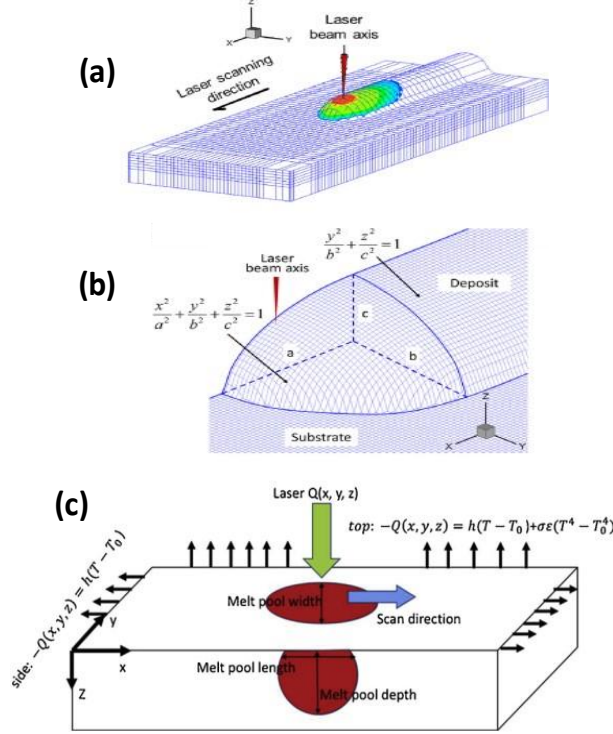 (a)
Z
X
Y
Laser
beam axis
Laser scanning
direction
(b)
Laser
beam axis
y²/b² + z²/c² = 1
x²/a² + y²/b² + z²/c² = 1
Deposit
c
a
b
Substrate
Z
X
Y
(c)
Laser Q(x, y, z)
top: −Q(x, y, z) = h(T − T₀)+σε(T⁴ − T₀⁴)
side: −Q(x, y, z) = h(T − T₀)
Melt pool width
Scan direction
y
x
Z
Melt pool length
Melt pool depth